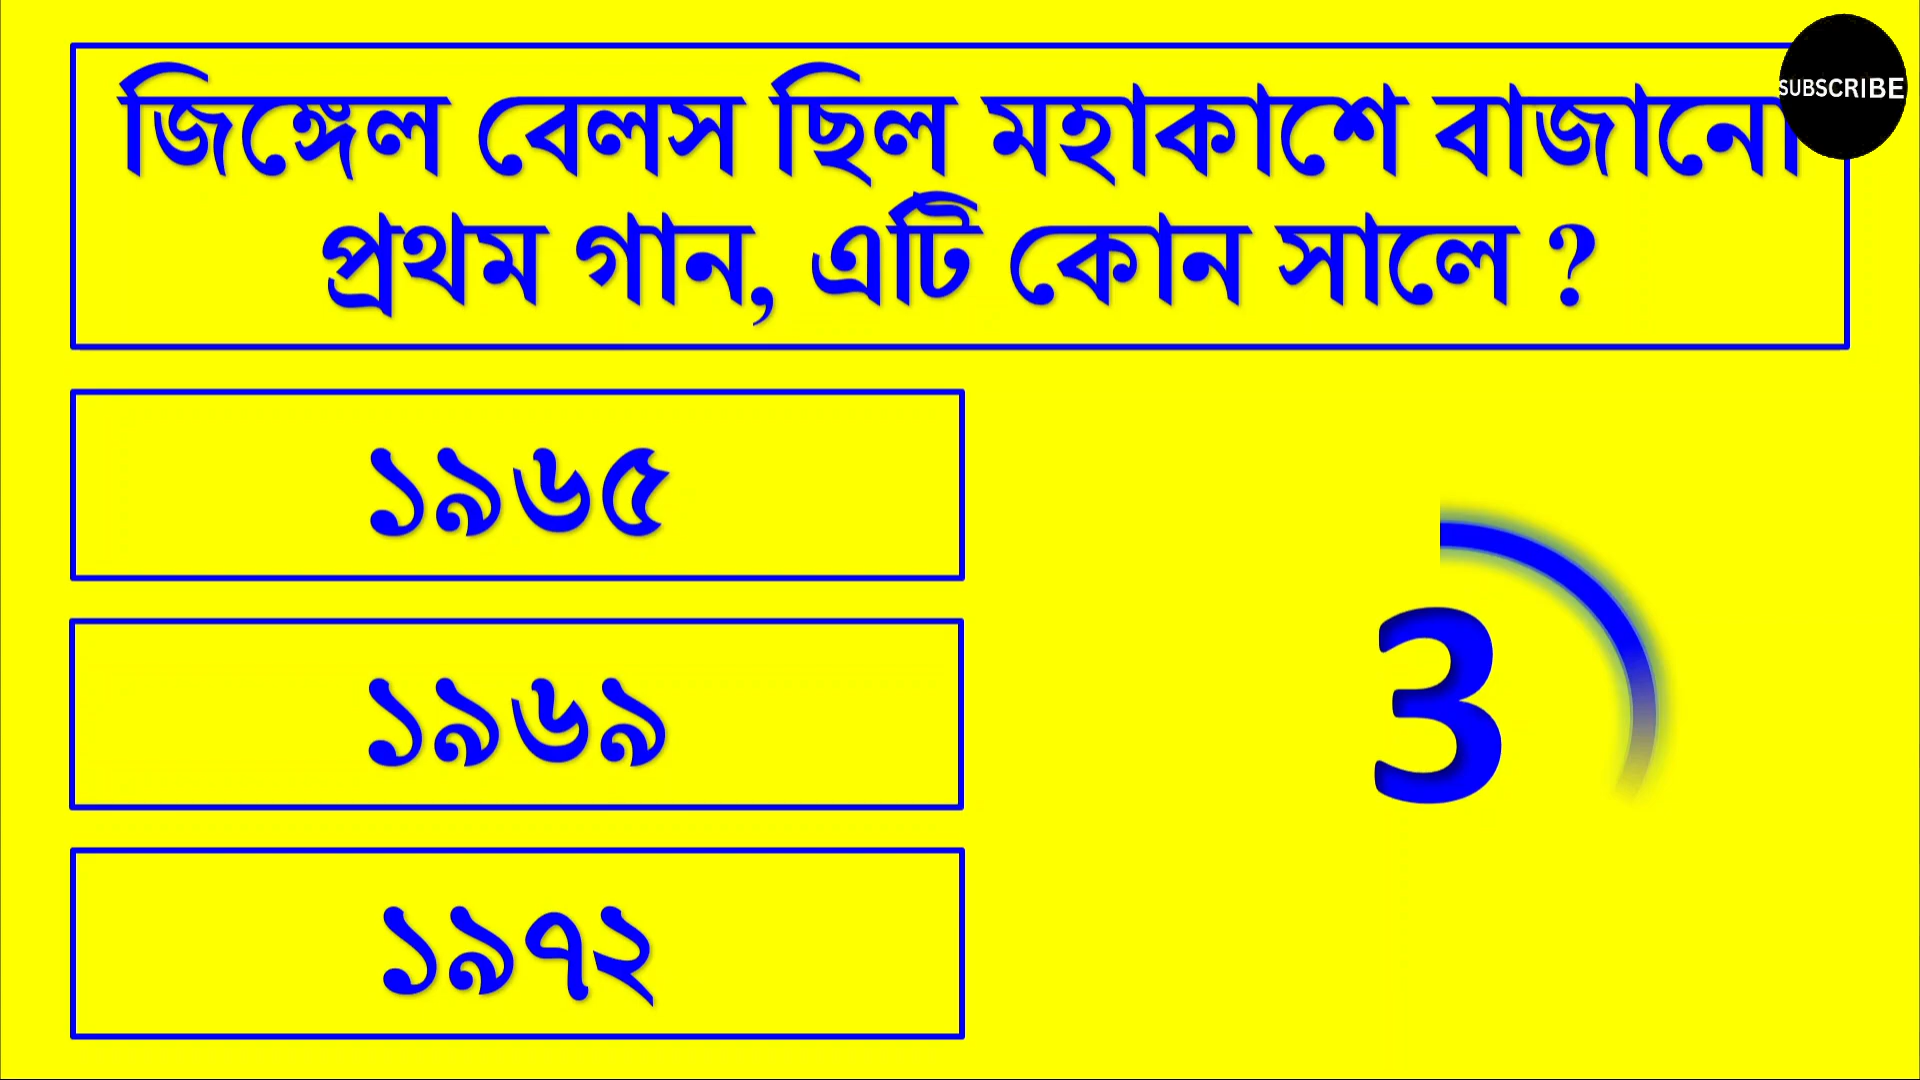 জিঙ্গেল বেলস ছিল মহাকাশে বাজানো
SUBSCRIBE
প্রথম গান, এটি কোন সালে ?
১৯৬৫
১৯৬৯
3
১৯৭২